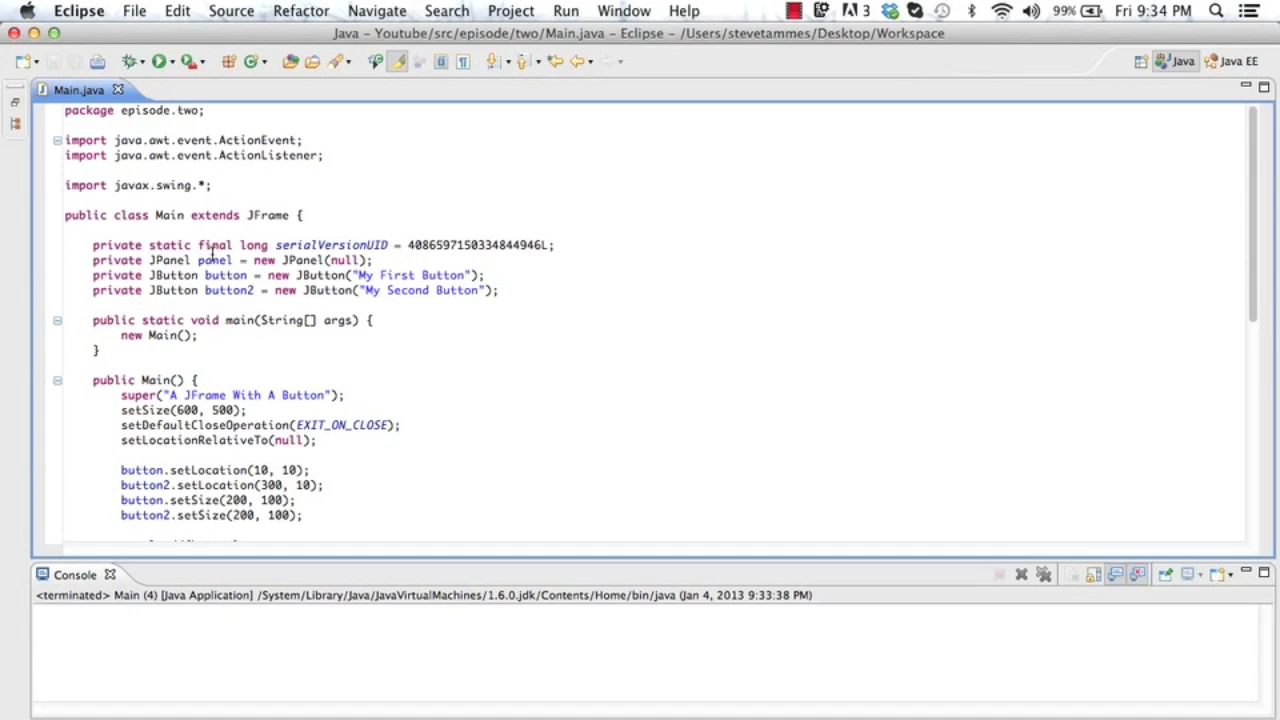 Eclipse File Edit Source Refactor Navigate Search Project Run Window Help 3 99% Fri 9:34 PM
Java – Youtube/src/episode/two/Main.java – Eclipse – /Users/stevetammes/Desktop/Workspace
Java Java EE
Main.java
package episode.two;
import java.awt.event.ActionEvent;
import java.awt.event.ActionListener;
import javax.swing.*;
public class Main extends JFrame {
private static final long serialVersionUID = 4086597150334844946L;
private JPanel panel = new JPanel(null);
private JButton button = new JButton("My First Button");
private JButton button2 = new JButton("My Second Button");
public static void main(String[] args) {
new Main();
}
public Main() {
super("A JFrame With A Button");
setSize(600, 500);
setDefaultCloseOperation(EXIT_ON_CLOSE);
setLocationRelativeTo(null);
button.setLocation(10, 10);
button2.setLocation(300, 10);
button.setSize(200, 100);
button2.setSize(200, 100);
Console
<terminated> Main (4) [Java Application] /System/Library/Java/JavaVirtualMachines/1.6.0.jdk/Contents/Home/bin/java (Jan 4, 2013 9:33:38 PM)